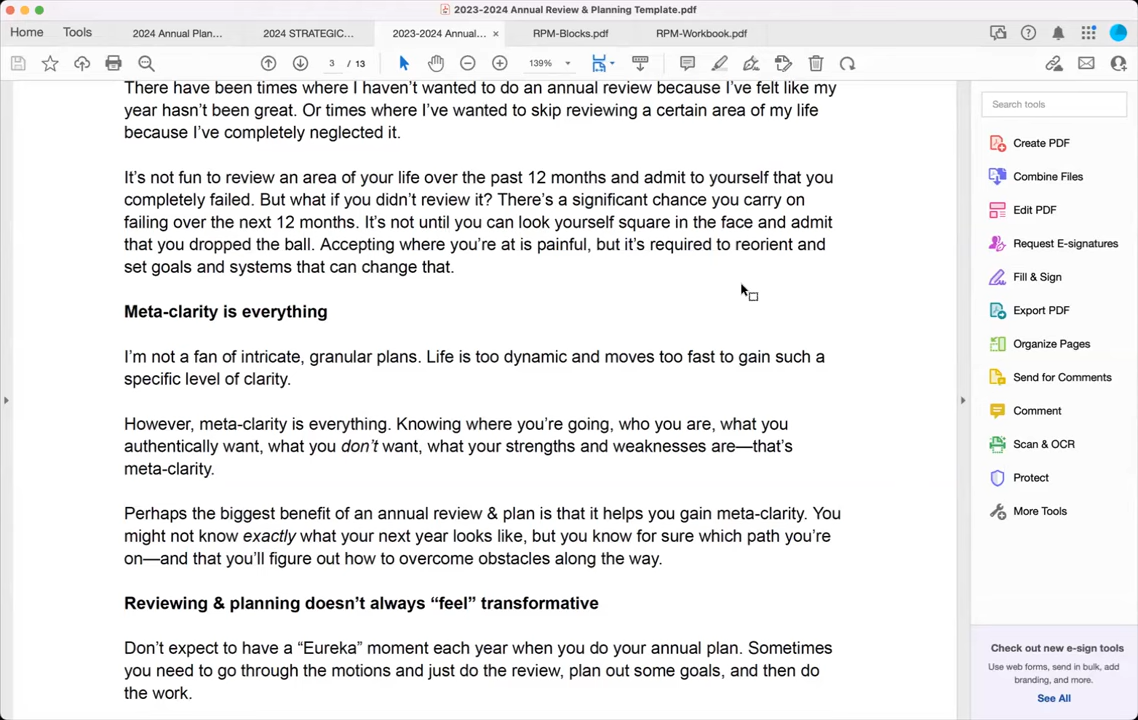 2023-2024 Annual Review & Planning Template.pdf
Home Tools 2024 Annual Plan... 2024 STRATEGIC... 2023-2024 Annual... × RPM-Blocks.pdf RPM-Workbook.pdf
3 / 13 139%
There have been times where I haven't wanted to do an annual review because I've felt like my
year hasn't been great. Or times where I've wanted to skip reviewing a certain area of my life
because I've completely neglected it.
It's not fun to review an area of your life over the past 12 months and admit to yourself that you
completely failed. But what if you didn't review it? There's a significant chance you carry on
failing over the next 12 months. It's not until you can look yourself square in the face and admit
that you dropped the ball. Accepting where you're at is painful, but it's required to reorient and
set goals and systems that can change that.
Meta-clarity is everything
I'm not a fan of intricate, granular plans. Life is too dynamic and moves too fast to gain such a
specific level of clarity.
However, meta-clarity is everything. Knowing where you're going, who you are, what you
authentically want, what you don't want, what your strengths and weaknesses are—that's
meta-clarity.
Perhaps the biggest benefit of an annual review & plan is that it helps you gain meta-clarity. You
might not know exactly what your next year looks like, but you know for sure which path you're
on—and that you'll figure out how to overcome obstacles along the way.
Reviewing & planning doesn't always “feel” transformative
Don't expect to have a “Eureka” moment each year when you do your annual plan. Sometimes
you need to go through the motions and just do the review, plan out some goals, and then do
the work.
Search tools
Create PDF
Combine Files
Edit PDF
Request E-signatures
Fill & Sign
Export PDF
Organize Pages
Send for Comments
Comment
Scan & OCR
Protect
More Tools
Check out new e-sign tools
Use web forms, send in bulk, add
branding, and more.
See All